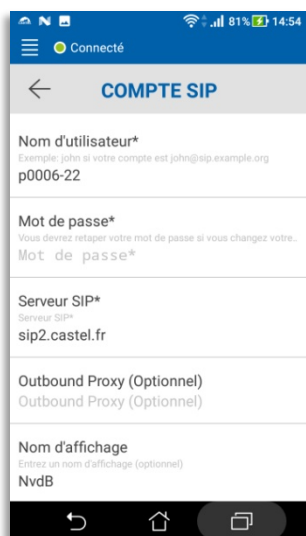 81% 14:54
Connecté
COMPTE SIP
Nom d'utilisateur*
Exemple: john si votre compte est john@sip.example.org
p0006-22
Mot de passe*
Vous devrez retaper votre mot de passe si vous changez votre..
Mot de passe*
Serveur SIP*
Serveur SIP*
sip2.castel.fr
Outbound Proxy (Optionnel)
Outbound Proxy (Optionnel)
Nom d'affichage
Entrez un nom d'affichage (optionnel)
NvdB